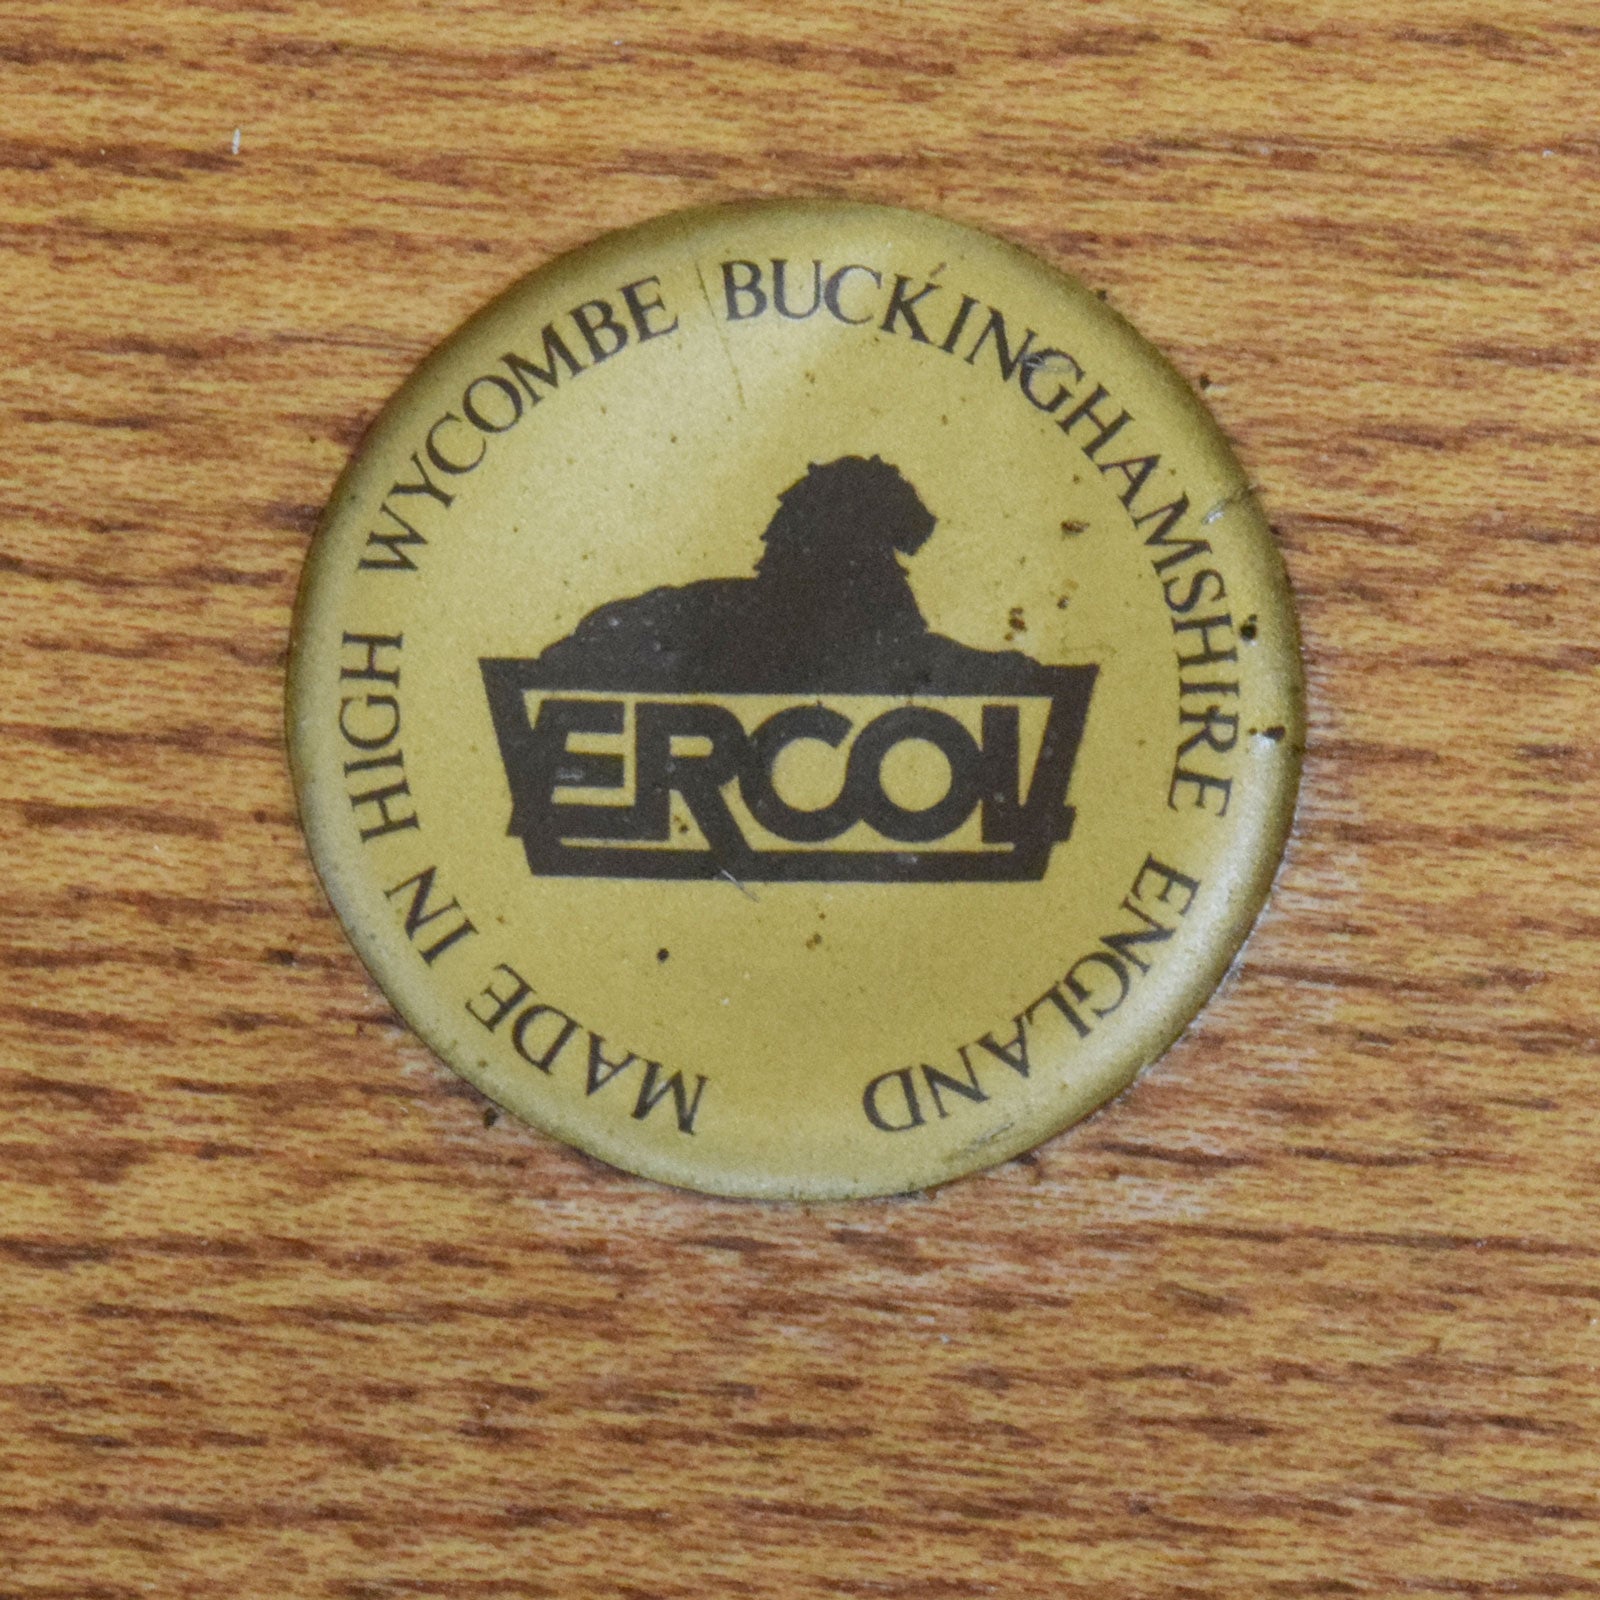 MADE IN HIGH WYCOMBE BUCKINGHAMSHIRE ENGLAND
ERCOL